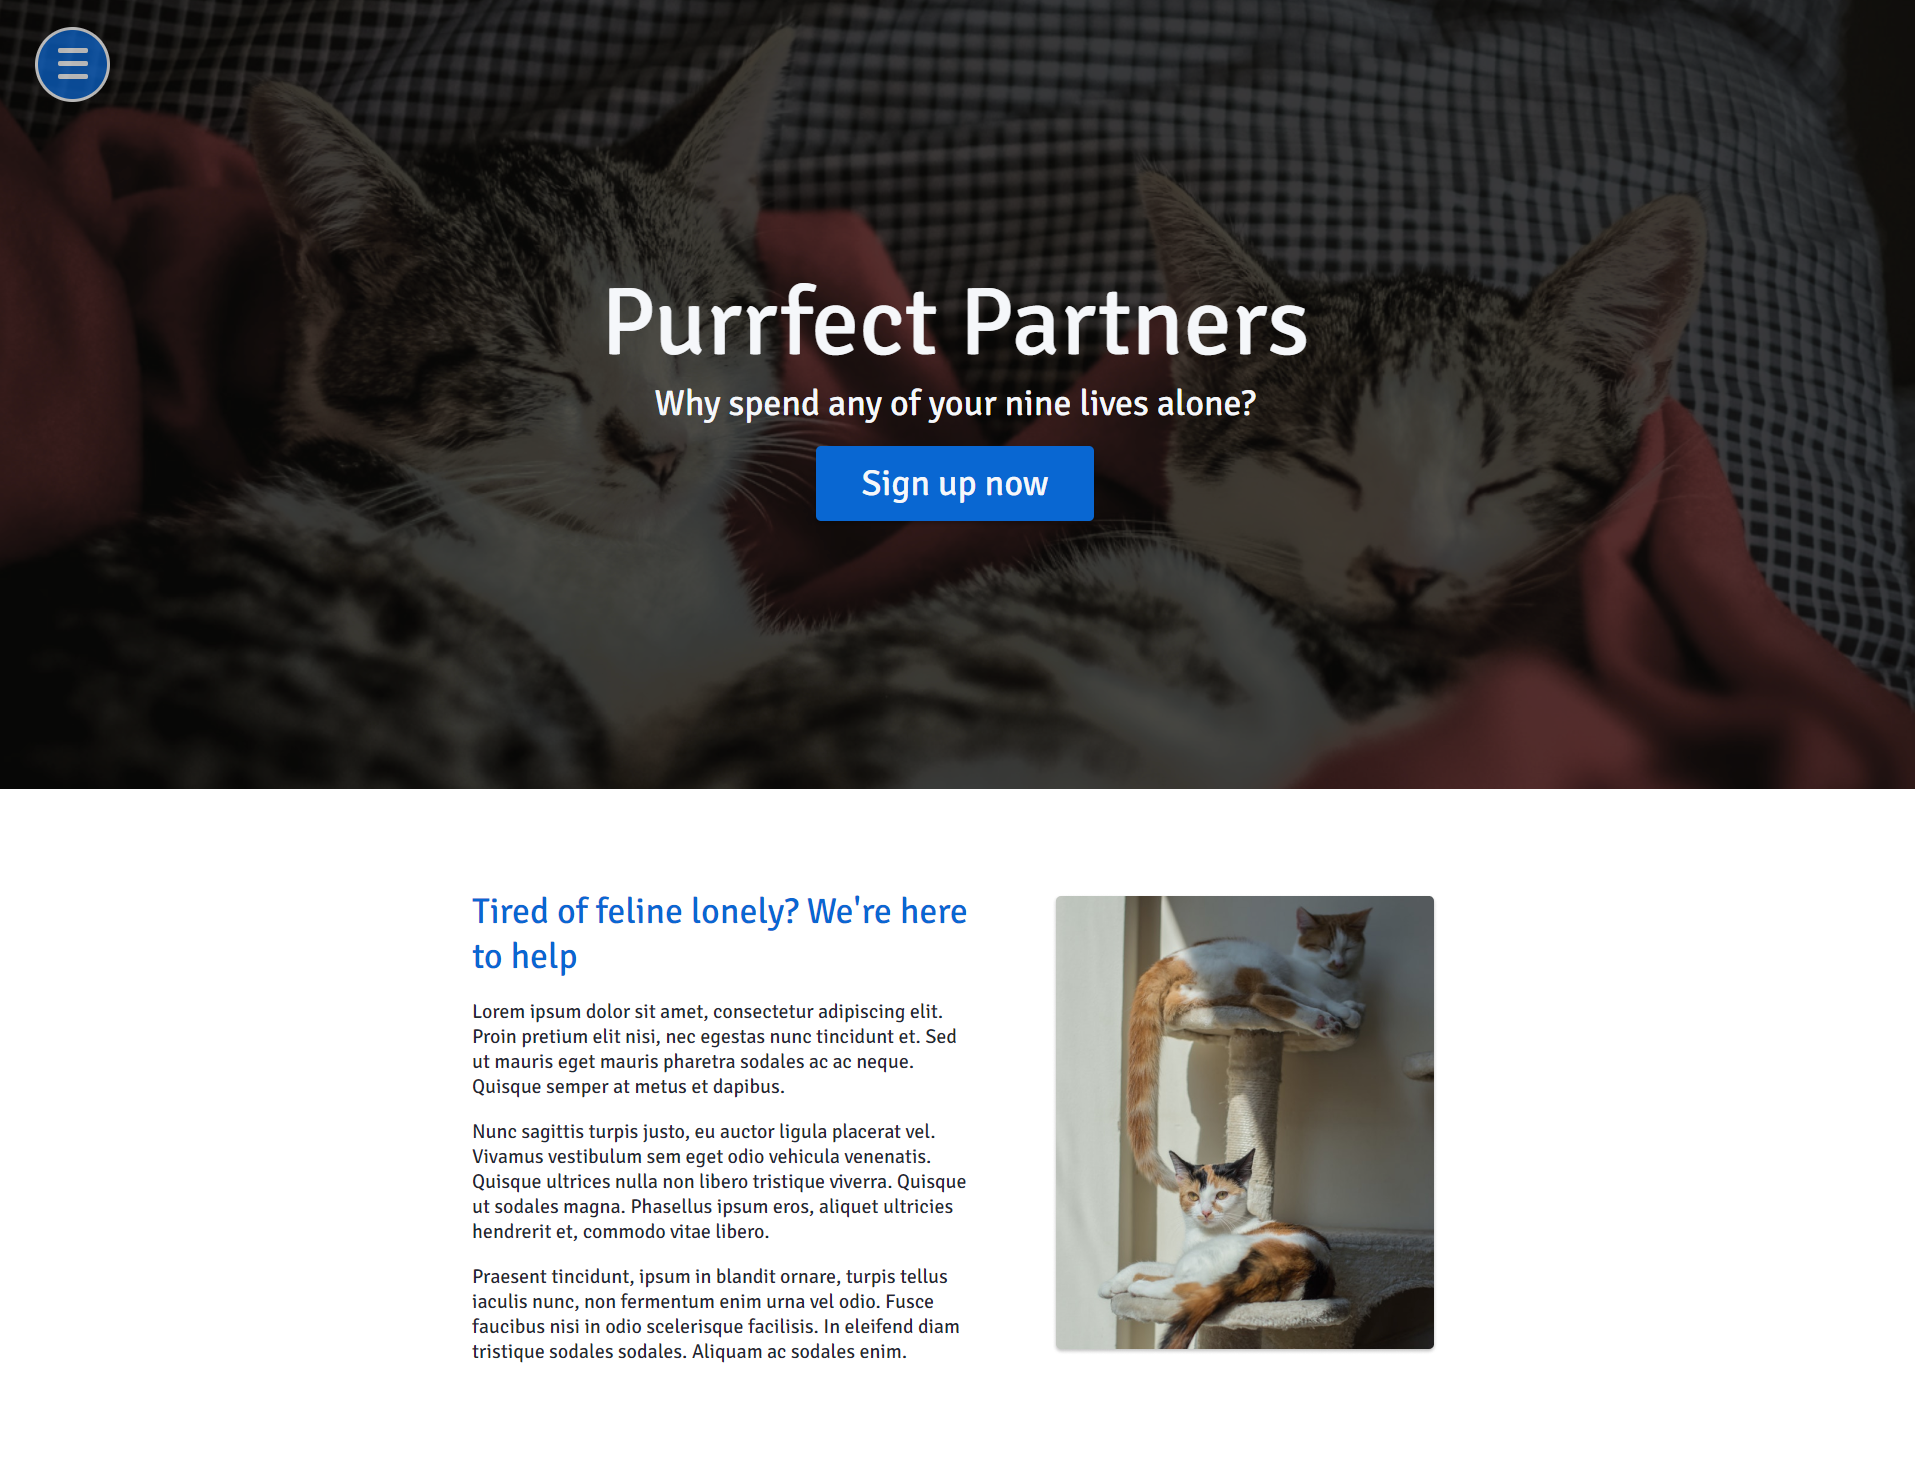 Purrfect Partners
Why spend any of your nine lives alone?
Sign up now
Tired of feline lonely? We're here
to help
Lorem ipsum dolor sit amet, consectetur adipiscing elit.
Proin pretium elit nisi, nec egestas nunc tincidunt et. Sed
ut mauris eget mauris pharetra sodales ac ac neque.
Quisque semper at metus et dapibus.
Nunc sagittis turpis justo, eu auctor ligula placerat vel.
Vivamus vestibulum sem eget odio vehicula venenatis.
Quisque ultrices nulla non libero tristique viverra. Quisque
ut sodales magna. Phasellus ipsum eros, aliquet ultricies
hendrerit et, commodo vitae libero.
Praesent tincidunt, ipsum in blandit ornare, turpis tellus
iaculis nunc, non fermentum enim urna vel odio. Fusce
faucibus nisi in odio scelerisque facilisis. In eleifend diam
tristique sodales sodales. Aliquam ac sodales enim.